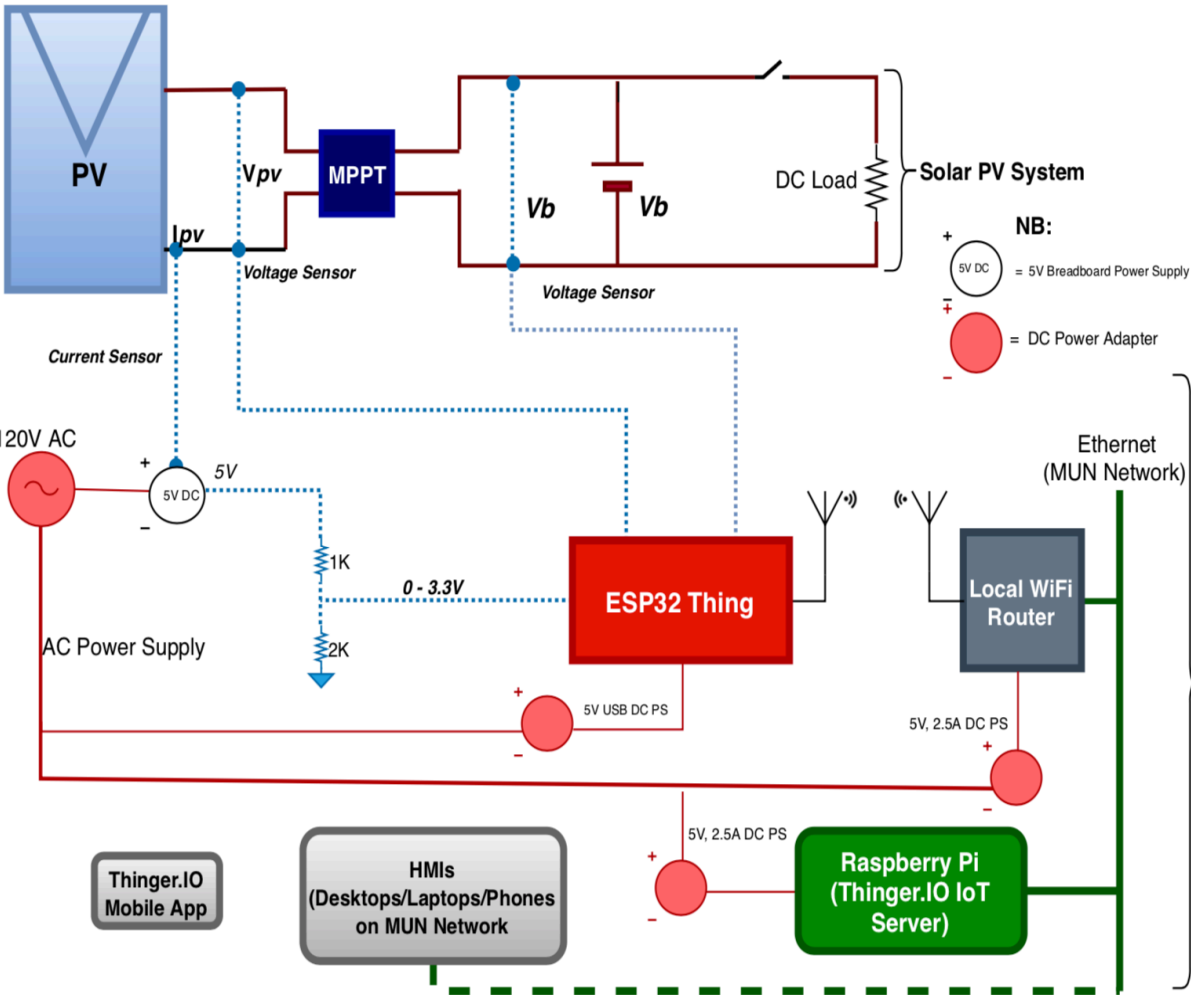 PV
Vpv
MPPT
Vb
Vb
DC Load
Solar PV System
Ipv
Voltage Sensor
Voltage Sensor
NB:
+
5V DC
= 5V Breadboard Power Supply
–
+
= DC Power Adapter
–
Current Sensor
120V AC
+
5V
5V DC
–
Ethernet
(MUN Network)
1K
0 - 3.3V
ESP32 Thing
Local WiFi
Router
2K
AC Power Supply
+
5V USB DC PS
–
5V, 2.5A DC PS
+
–
5V, 2.5A DC PS
+
–
Thinger.IO
Mobile App
HMIs
(Desktops/Laptops/Phones
on MUN Network
Raspberry Pi
(Thinger.IO IoT
Server)